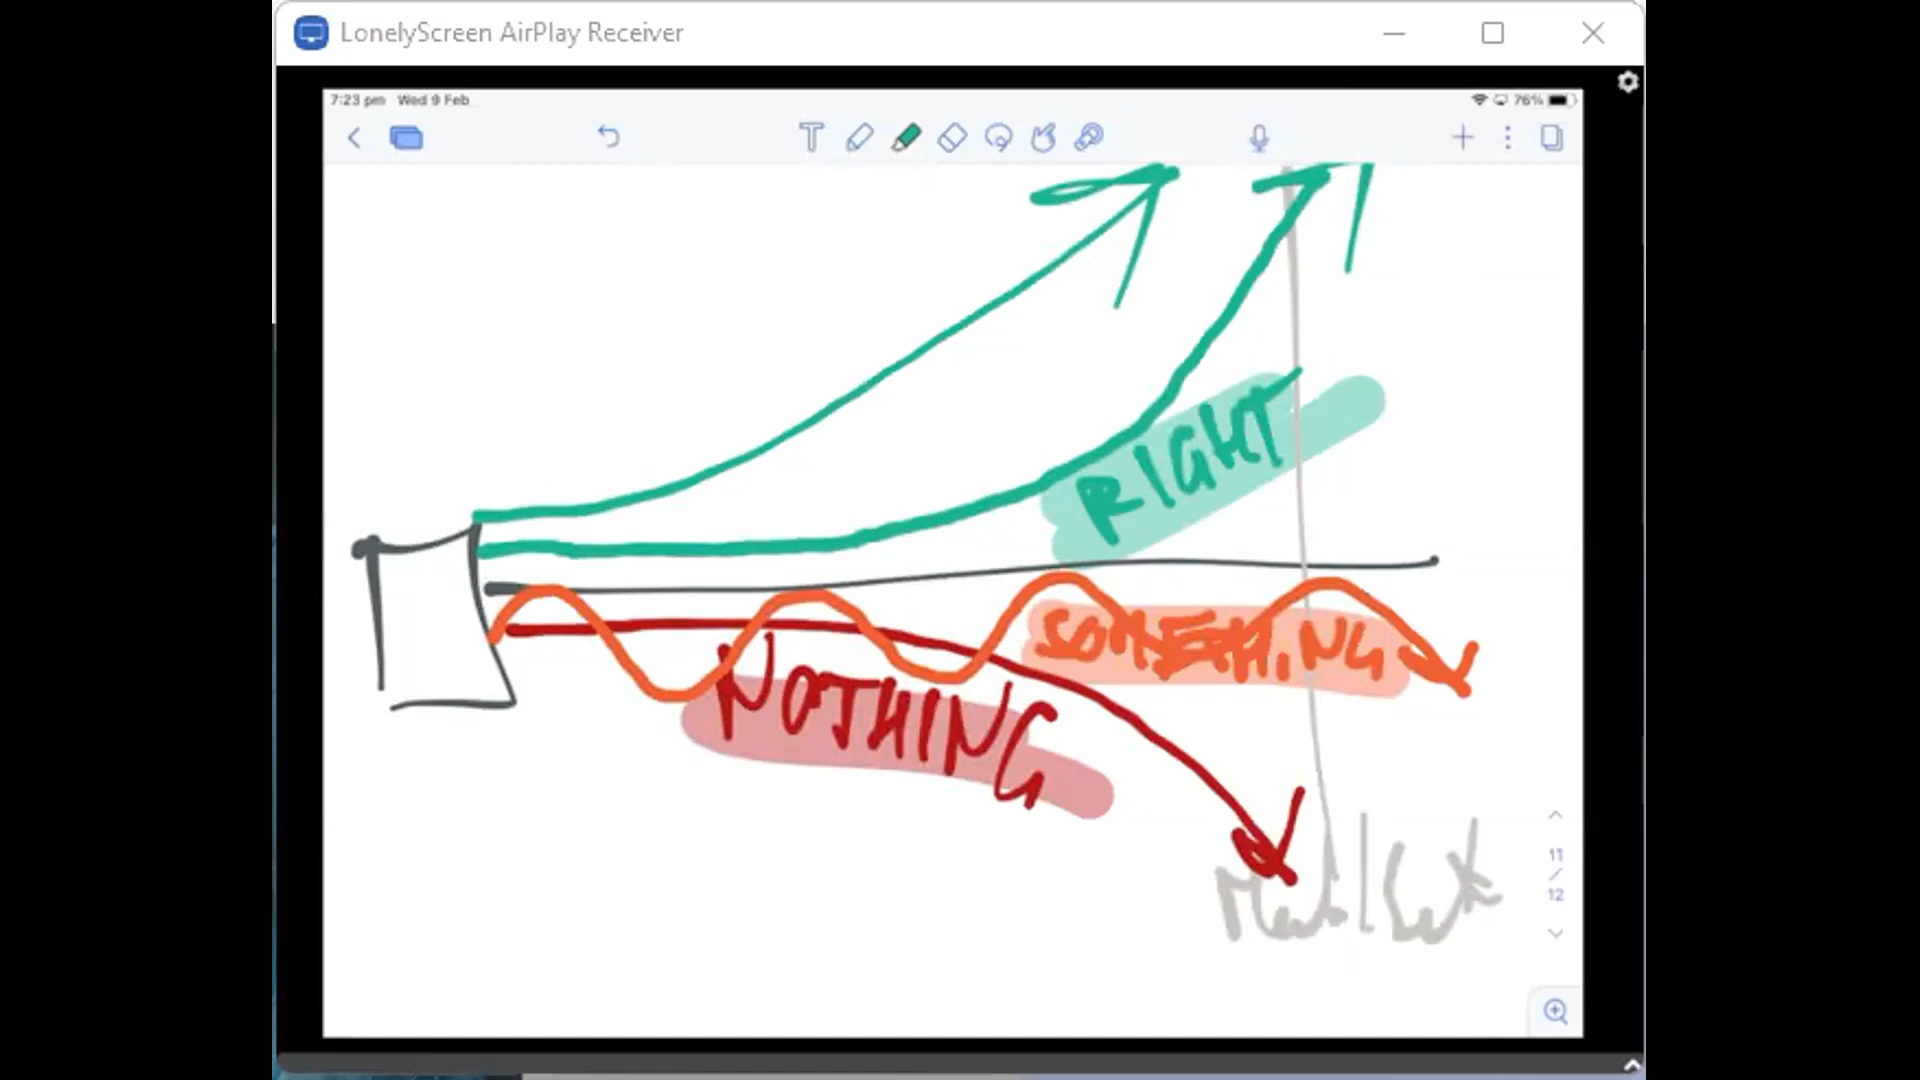 LonelyScreen AirPlay Receiver
7:23 pm Wed 9 Feb
76%
RIGHT
SOMETHING
NOTHING
11
/
12